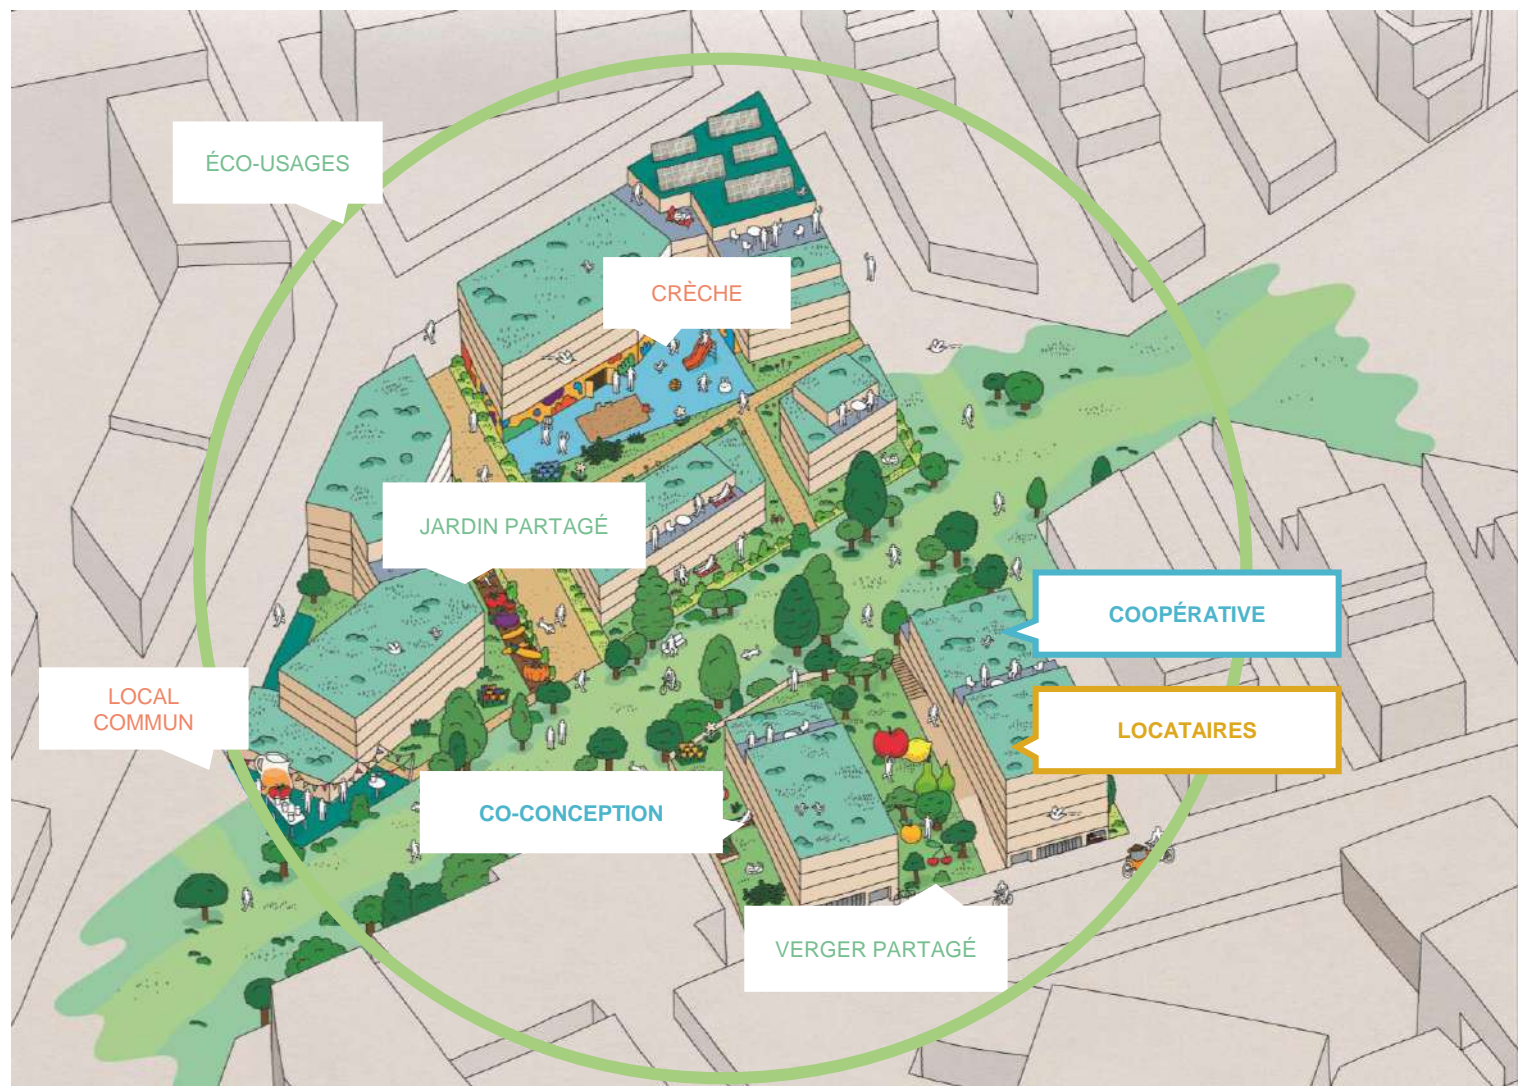 ÉCO-USAGES
CRÈCHE
JARDIN PARTAGÉ
COOPÉRATIVE
LOCAL
COMMUN
LOCATAIRES
CO-CONCEPTION
VERGER PARTAGÉ